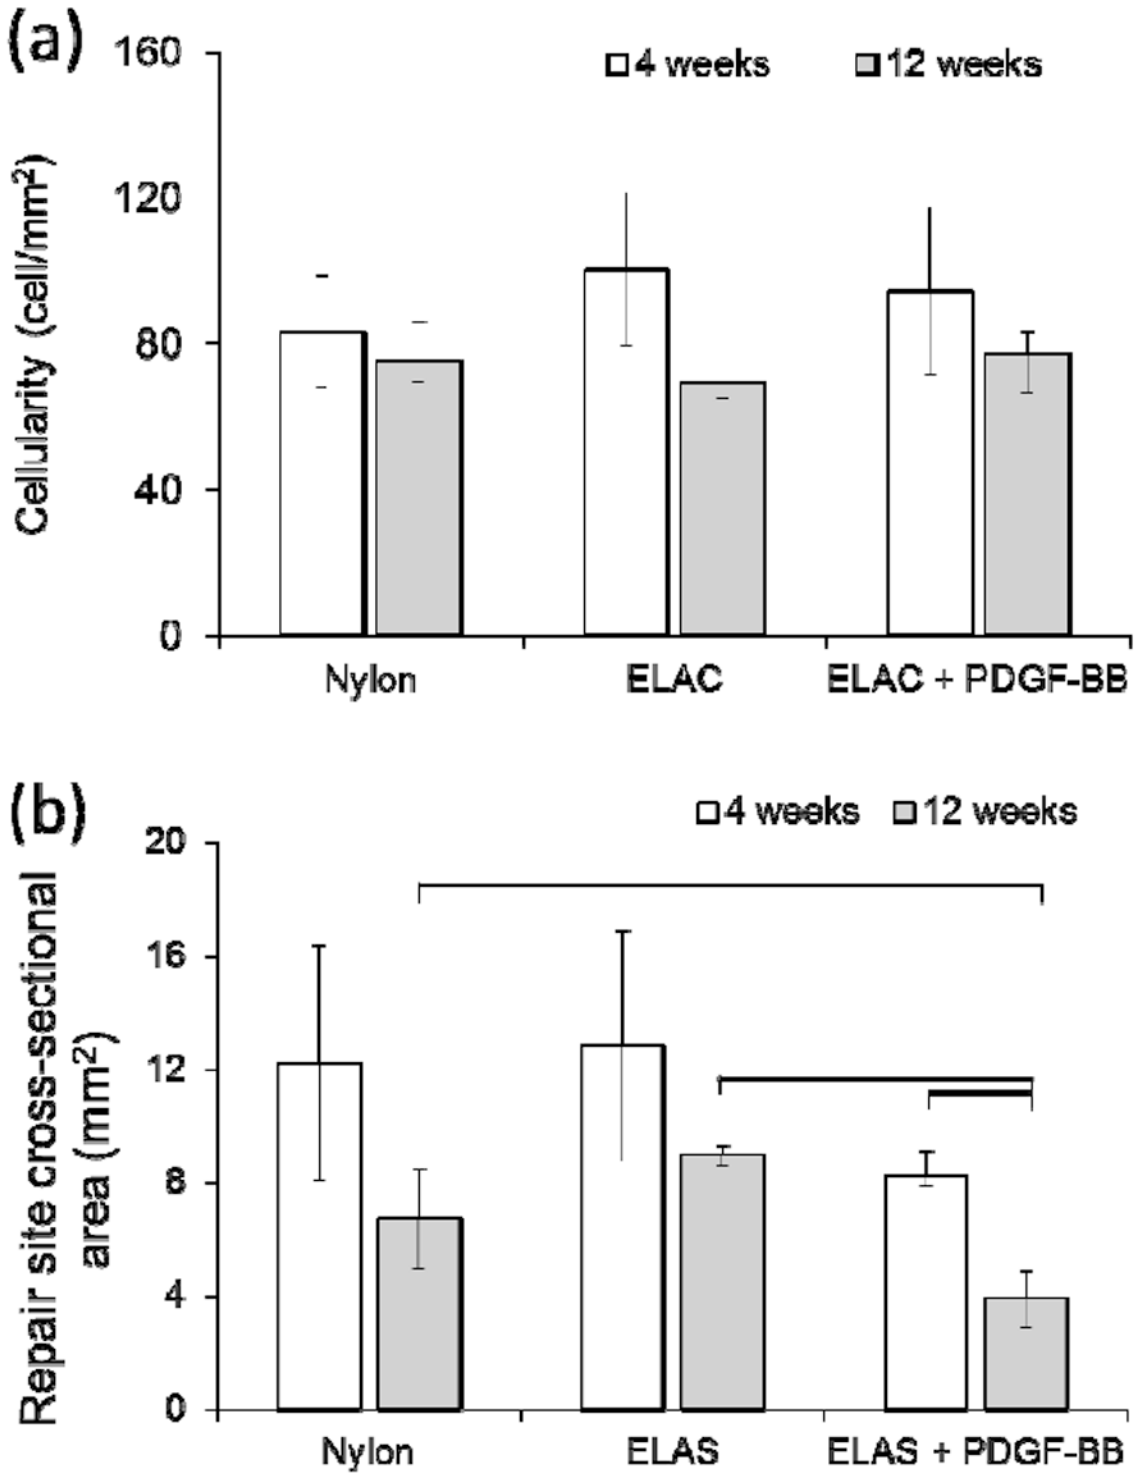 (a)
4 weeks 12 weeks
160
120
80
40
0
Cellularity (cell/mm²)
Nylon ELAC ELAC + PDGF-BB
(b)
4 weeks 12 weeks
20
16
12
8
4
0
Repair site cross-sectional
area (mm²)
Nylon ELAS ELAS + PDGF-BB